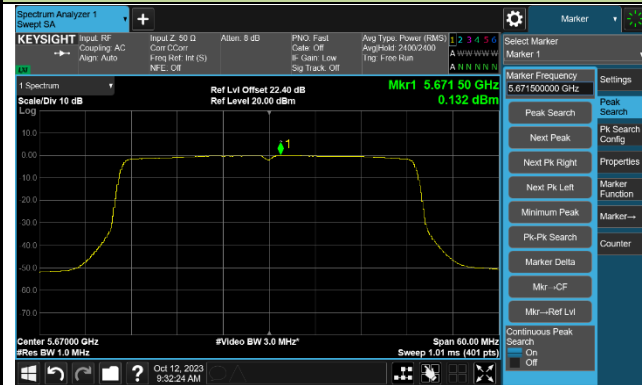 Spectrum Analyzer 1
Swept SA
Marker
KEYSIGHT Input: RF
Coupling: AC
Align: Auto
Input Z: 50 Ω
Corr CCorr
Freq Ref: Int (S)
NFE: Off
Atten: 8 dB
PNO: Fast
Gate: Off
IF Gain: Low
Sig Track: Off
Avg Type: Power (RMS)
Avg|Hold: 2400/2400
Trig: Free Run
1 2 3 4 5 6
A W W W W W
A N N N N N
Select Marker
Marker 1
1 Spectrum
Scale/Div 10 dB
Log
Ref Lvl Offset 22.40 dB
Ref Level 20.00 dBm
Mkr1 5.671 50 GHz
0.132 dBm
10.0
0.00
-10.0
-20.0
-30.0
-40.0
-50.0
-60.0
-70.0
1
Center 5.67000 GHz
#Res BW 1.0 MHz
#Video BW 3.0 MHz*
Span 60.00 MHz
Sweep 1.01 ms (401 pts)
Marker Frequency
5.671500000 GHz
Peak Search
Next Peak
Next Pk Right
Next Pk Left
Minimum Peak
Pk-Pk Search
Marker Delta
Mkr→CF
Mkr→Ref Lvl
Continuous Peak
Search
On
Off
Settings
Peak
Search
Pk Search
Config
Properties
Marker
Function
Marker→
Counter
?
Oct 12, 2023
9:32:24 AM